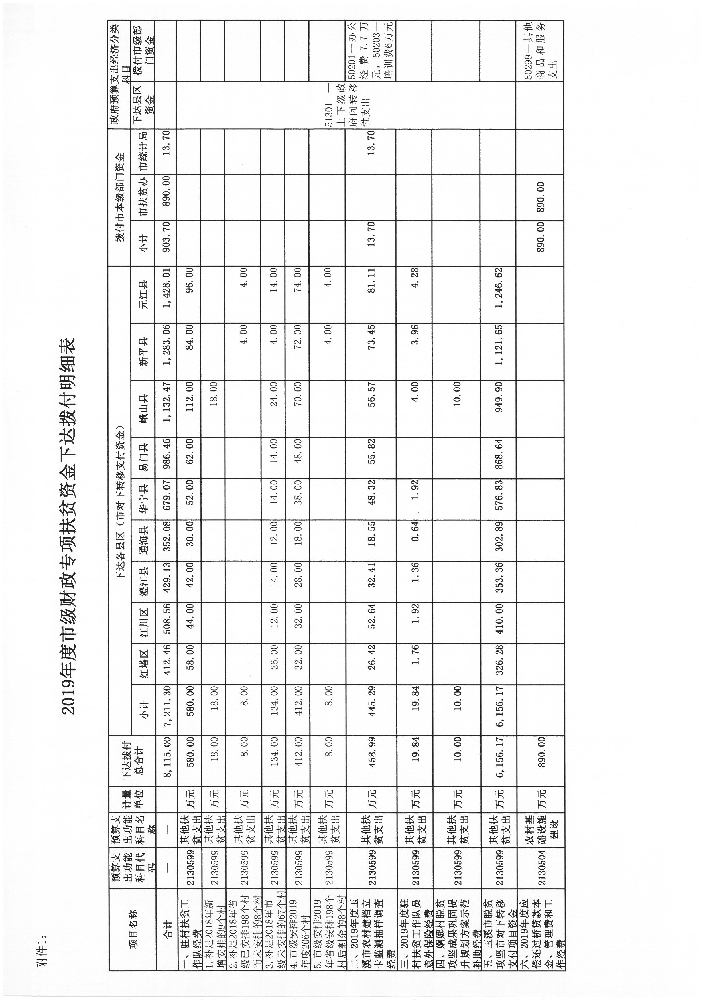 附件1:
2019年度市级财政专项扶贫资金下达拨付明细表
项目名称 预算支出功能科目代码 预算支出功能科目名称 计量单位 下达拨付总合计 下达各县区（市对下转移支付资金） 拨付市本级部门资金 政府预算支出经济分类科目
小计 红塔区 江川区 澄江县 通海县 华宁县 易门县 峨山县 新平县 元江县 小计 市扶贫办 市统计局 下达县区资金 拨付市级部门资金
合计 — — 8,115.00 7,211.30 412.46 508.56 429.13 352.08 679.07 986.46 1,132.47 1,283.06 1,428.01 903.70 890.00 13.70
一、驻村扶贫工作队经费 2130599 其他扶贫支出 万元 580.00 580.00 58.00 44.00 42.00 30.00 52.00 62.00 112.00 84.00 96.00
1.补足2018年新增安排的9个村 2130599 其他扶贫支出 万元 18.00 18.00 18.00
2.补足2018年省级已安排198个村而未安排的8个村 2130599 其他扶贫支出 万元 8.00 8.00 4.00 4.00
3.补足2018年市级未安排的67个村 2130599 其他扶贫支出 万元 134.00 134.00 26.00 12.00 14.00 12.00 14.00 14.00 24.00 4.00 14.00
4.市级安排2019年度206个村 2130599 其他扶贫支出 万元 412.00 412.00 32.00 32.00 28.00 18.00 38.00 48.00 70.00 72.00 74.00
5.市级安排2019年省级安排198个村后剩余的8个村 2130599 其他扶贫支出 万元 8.00 8.00 4.00 4.00
51301—上下级政府间转移性支出
二、2019年度玉溪市农村建档立卡监测抽样调查经费 2130599 其他扶贫支出 万元 458.99 445.29 26.42 52.64 32.41 18.55 48.32 55.82 56.57 73.45 81.11 13.70 13.70 50201—办公经费7.7万元，50203—培训费6万元
三、2019年度驻村扶贫工作队员意外保险经费 2130599 其他扶贫支出 万元 19.84 19.84 1.76 1.92 1.36 0.64 1.92 4.00 3.96 4.28
四、婀娜村脱贫攻坚成果巩固提升规划方案示范补助经费 2130599 其他扶贫支出 万元 10.00 10.00 10.00
五、玉溪市脱贫攻坚市对下转移支付项目资金 2130599 其他扶贫支出 万元 6,156.17 6,156.17 326.28 410.00 353.36 302.89 576.83 868.64 949.90 1,121.65 1,246.62
六、2019年度应偿还过桥贷款本金、管理费和工作经费 2130504 农村基础设施建设 万元 890.00 890.00 890.00 50299—其他商品和服务支出